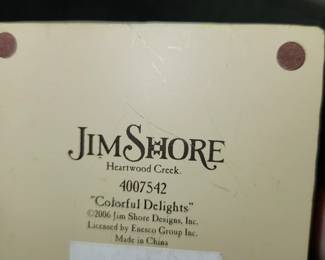 JIM SHORE
Heartwood Creek.
4007542
"Colorful Delights"
©2006 Jim Shore Designs, Inc.
Licensed by Enesco Group Inc.
Made in China